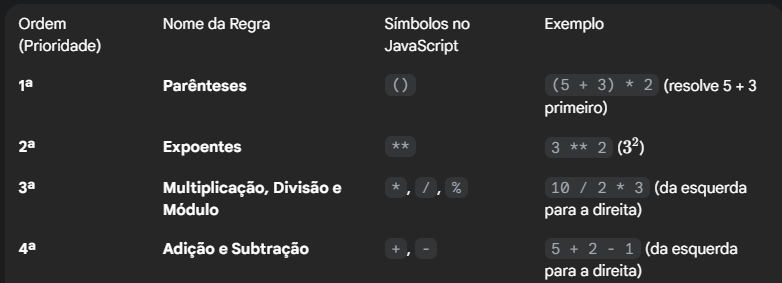 Ordem (Prioridade) Nome da Regra Símbolos no JavaScript Exemplo
1ª Parênteses () (5 + 3) * 2 (resolve 5 + 3 primeiro)
2ª Expoentes ** 3 ** 2 (3²)
3ª Multiplicação, Divisão e Módulo *, /, % 10 / 2 * 3 (da esquerda para a direita)
4ª Adição e Subtração +, - 5 + 2 - 1 (da esquerda para a direita)